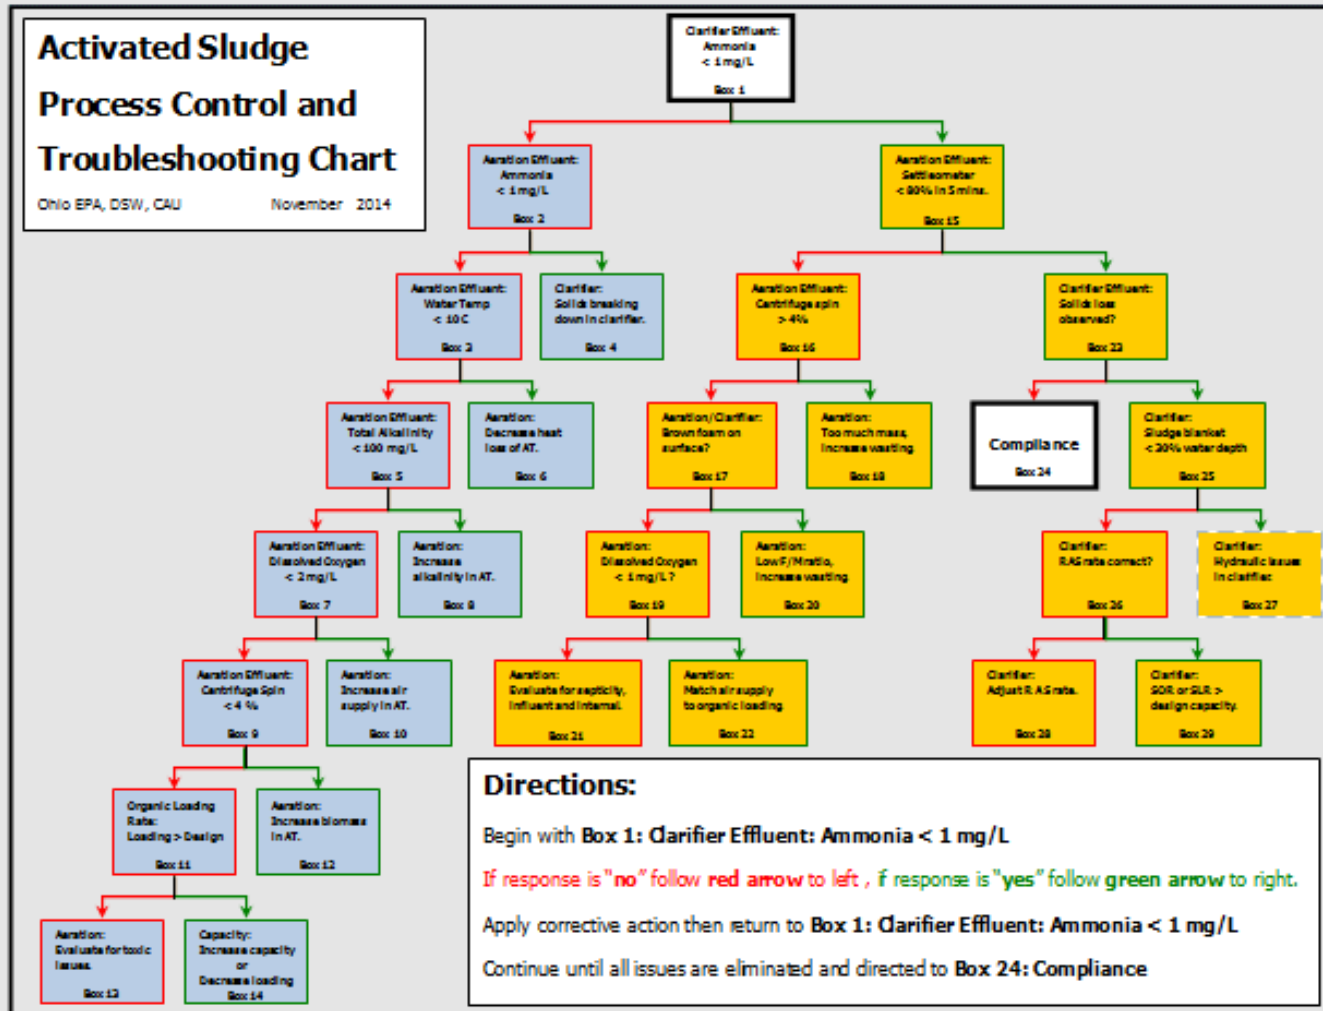 Activated Sludge
Process Control and
Troubleshooting Chart
Ohio EPA, DSW, CAU November 2014
Clarifier Effluent:
Ammonia
< 1 mg/L
Box 1
Aeration Effluent:
Ammonia
< 1 mg/L
Box 2
Aeration Effluent:
Settleometer
< 80% in 5 mins.
Box 15
Aeration Effluent:
Water Temp
< 10C
Box 3
Clarifier:
Solids breaking
down in clarifier.
Box 4
Aeration Effluent:
Centrifuge spin
> 4%
Box 16
Clarifier Effluent:
Solids loss
observed?
Box 23
Aeration Effluent:
Total Alkalinity
< 100 mg/L
Box 5
Aeration:
Decrease heat
loss of AT.
Box 6
Aeration/Clarifier:
Brown foam on
surface?
Box 17
Aeration:
Too much mass,
increase wasting
Box 18
Compliance
Box 24
Clarifier:
Sludge blanket
< 30% water depth
Box 25
Aeration Effluent:
Dissolved Oxygen
< 2 mg/L
Box 7
Aeration:
Increase
alkalinity in AT.
Box 8
Aeration:
Dissolved Oxygen
< 1 mg/L ?
Box 19
Aeration:
Low F/M ratio,
increase wasting
Box 20
Clarifier:
RAS rate correct?
Box 26
Clarifier:
Hydraulic issues
in clarifier.
Box 27
Aeration Effluent:
Centrifuge Spin
< 4 %
Box 9
Aeration:
Increase air
supply in AT.
Box 10
Aeration:
Evaluate for septicity,
influent and internal.
Box 21
Aeration:
Match air supply
to organic loading.
Box 22
Clarifier:
Adjust RAS rate.
Box 28
Clarifier:
SOR or SLR >
design capacity.
Box 29
Organic Loading
Rate:
Loading > Design
Box 11
Aeration:
Increase biomass
in AT.
Box 12
Aeration:
Evaluate for toxic
issues.
Box 13
Capacity:
Increase capacity
or
Decrease loading
Box 14
Directions:
Begin with Box 1: Clarifier Effluent: Ammonia < 1 mg/L
If response is "no" follow red arrow to left , if response is "yes" follow green arrow to right.
Apply corrective action then return to Box 1: Clarifier Effluent: Ammonia < 1 mg/L
Continue until all issues are eliminated and directed to Box 24: Compliance